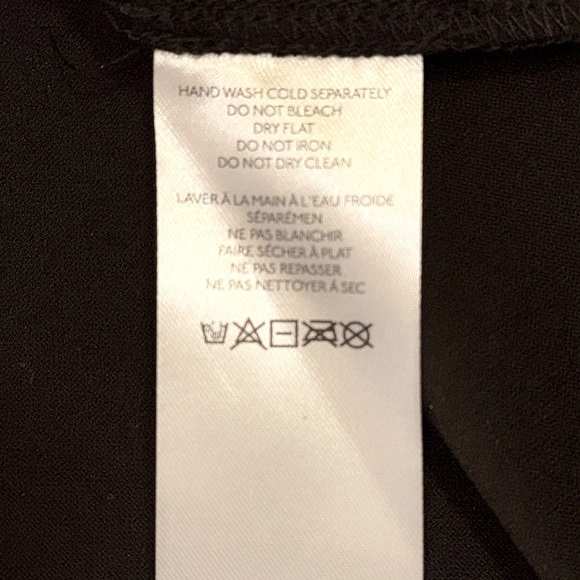 HAND WASH COLD SEPARATELY
DO NOT BLEACH
DRY FLAT
DO NOT IRON
DO NOT DRY CLEAN
LAVER À LA MAIN À L'EAU FROIDE
SÉPARÉMEN
NE PAS BLANCHIR
FAIRE SÉCHER À PLAT
NE PAS REPASSER
NE PAS NETTOYER Á SEC